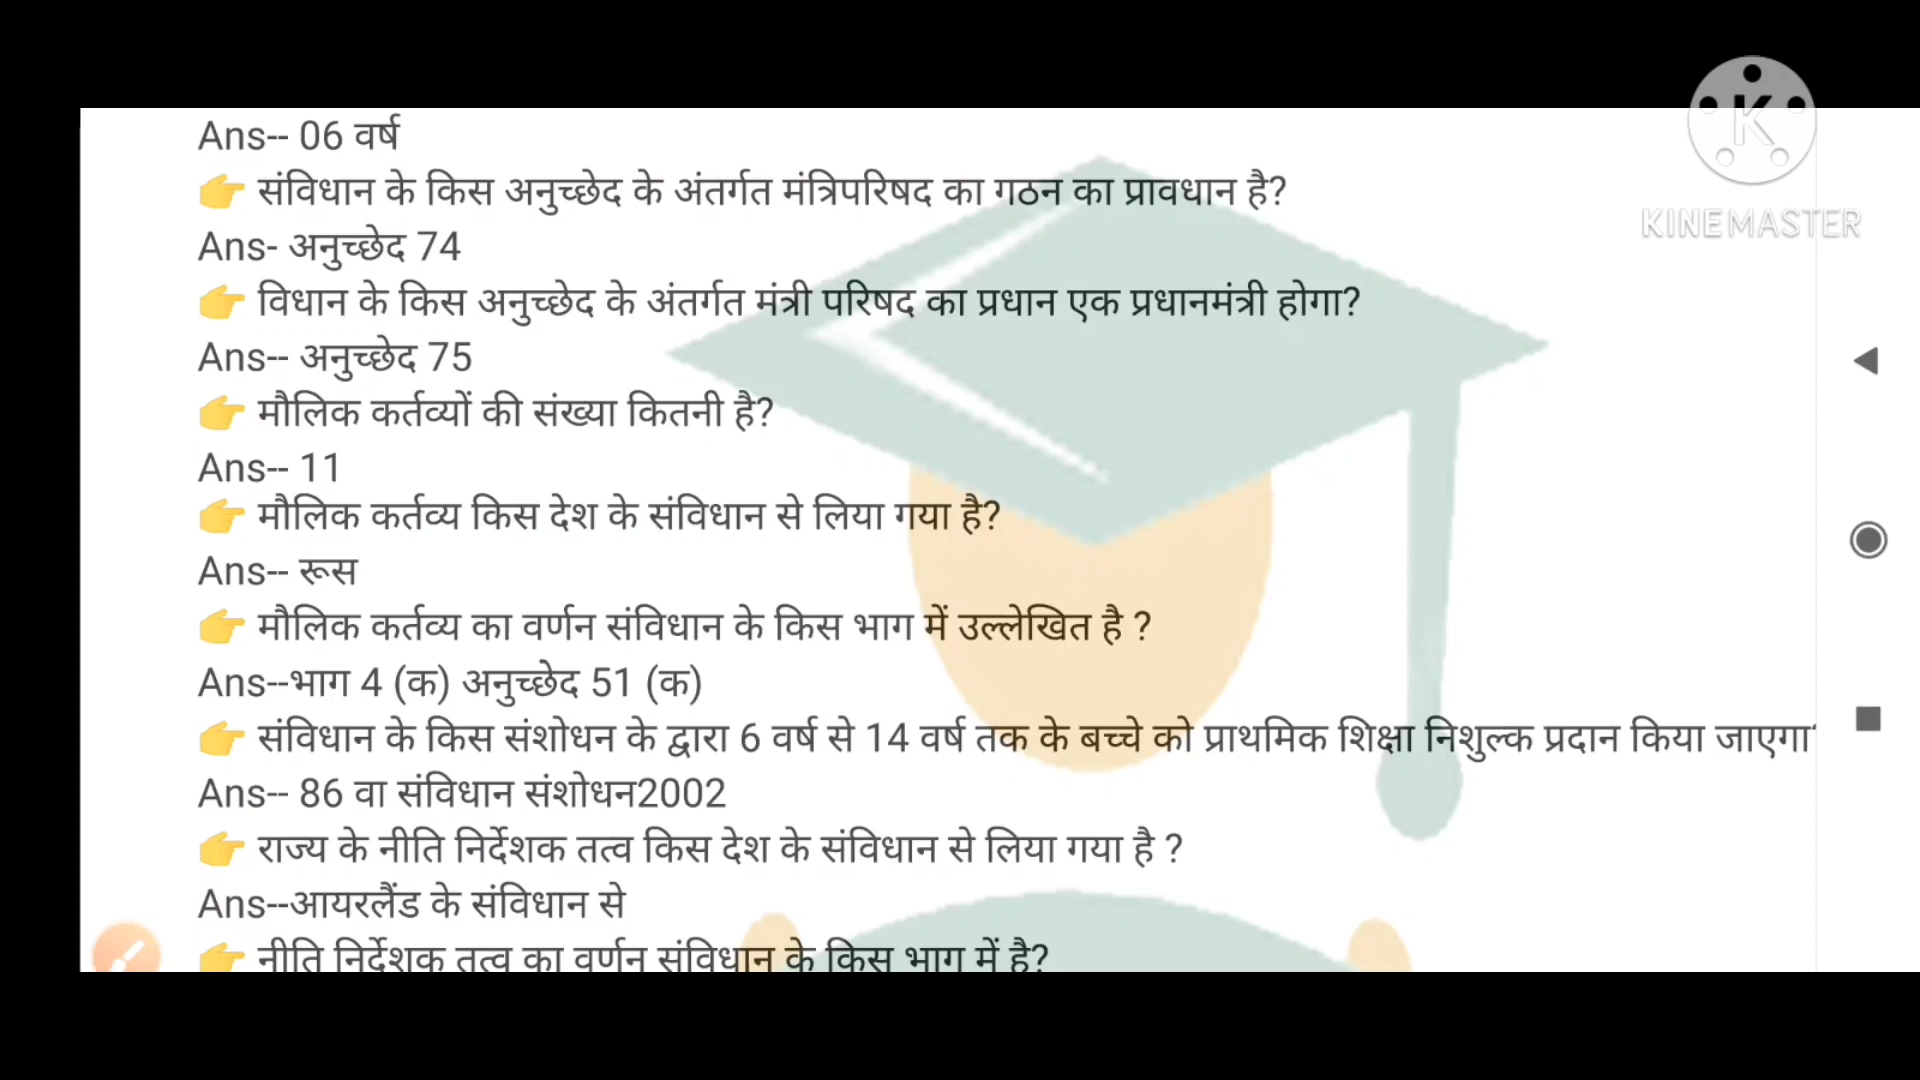 Ans-- 06 वर्ष
👉 संविधान के किस अनुच्छेद के अंतर्गत मंत्रिपरिषद का गठन का प्रावधान है?
Ans- अनुच्छेद 74
👉 विधान के किस अनुच्छेद के अंतर्गत मंत्री परिषद का प्रधान एक प्रधानमंत्री होगा?
Ans-- अनुच्छेद 75
👉 मौलिक कर्तव्यों की संख्या कितनी है?
Ans-- 11
👉 मौलिक कर्तव्य किस देश के संविधान से लिया गया है?
Ans-- रूस
👉 मौलिक कर्तव्य का वर्णन संविधान के किस भाग में उल्लेखित है ?
Ans--भाग 4 (क) अनुच्छेद 51 (क)
👉 संविधान के किस संशोधन के द्वारा 6 वर्ष से 14 वर्ष तक के बच्चे को प्राथमिक शिक्षा निशुल्क प्रदान किया जाएगा
Ans-- 86 वा संविधान संशोधन2002
👉 राज्य के नीति निर्देशक तत्व किस देश के संविधान से लिया गया है ?
Ans--आयरलैंड के संविधान से
👉 नीति निर्देशक तत्व का वर्णन संविधान के किस भाग में है?
K
KINEMASTER